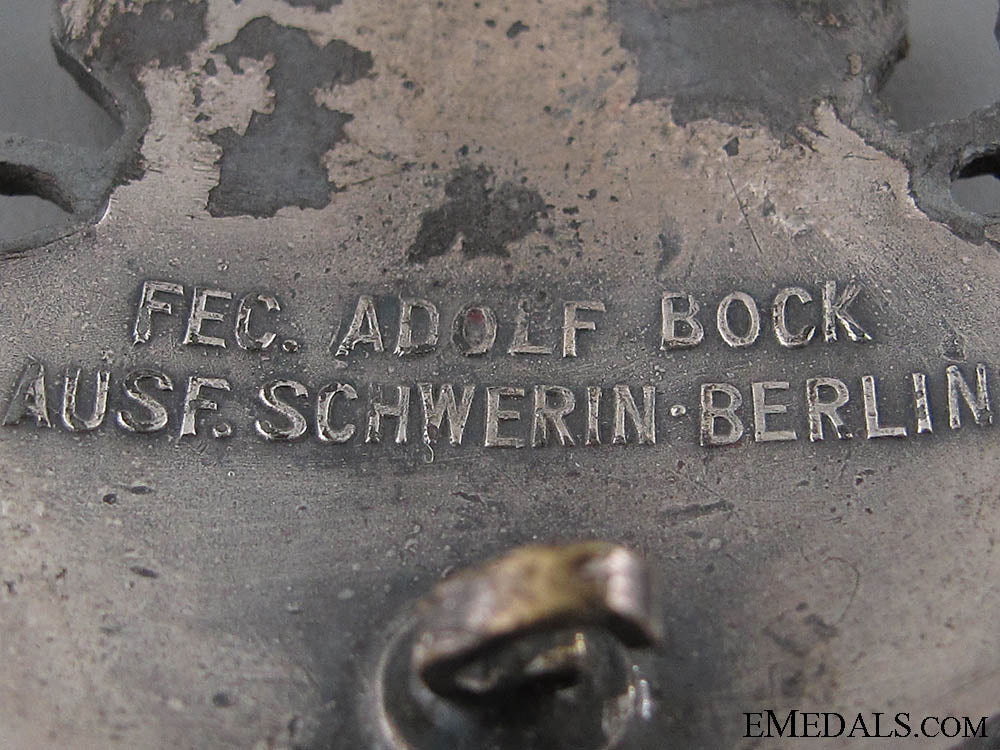 FEC. ADOLF BOCK
AUSF. SCHWERIN·BERLIN
EMEDALS.COM